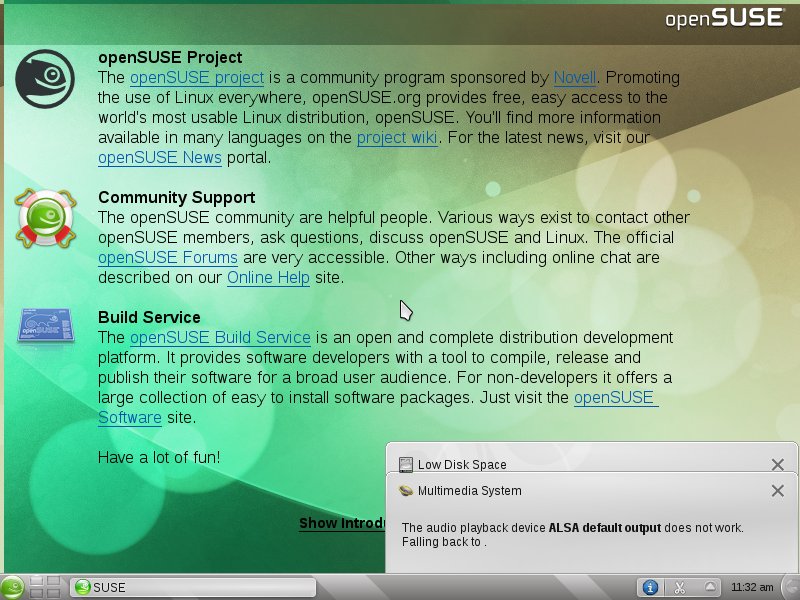 openSUSE
openSUSE Project
The openSUSE project is a community program sponsored by Novell. Promoting
the use of Linux everywhere, openSUSE.org provides free, easy access to the
world's most usable Linux distribution, openSUSE. You'll find more information
available in many languages on the project wiki. For the latest news, visit our
openSUSE News portal.
Community Support
The openSUSE community are helpful people. Various ways exist to contact other
openSUSE members, ask questions, discuss openSUSE and Linux. The official
openSUSE Forums are very accessible. Other ways including online chat are
described on our Online Help site.
Build Service
openSUSE
The openSUSE Build Service is an open and complete distribution development
platform. It provides software developers with a tool to compile, release and
publish their software for a broad user audience. For non-developers it offers a
large collection of easy to install software packages. Just visit the openSUSE
Software site.
Have a lot of fun!
Low Disk Space
Multimedia System
Show Introdu
The audio playback device ALSA default output does not work.
Falling back to .
SUSE
11:32 am